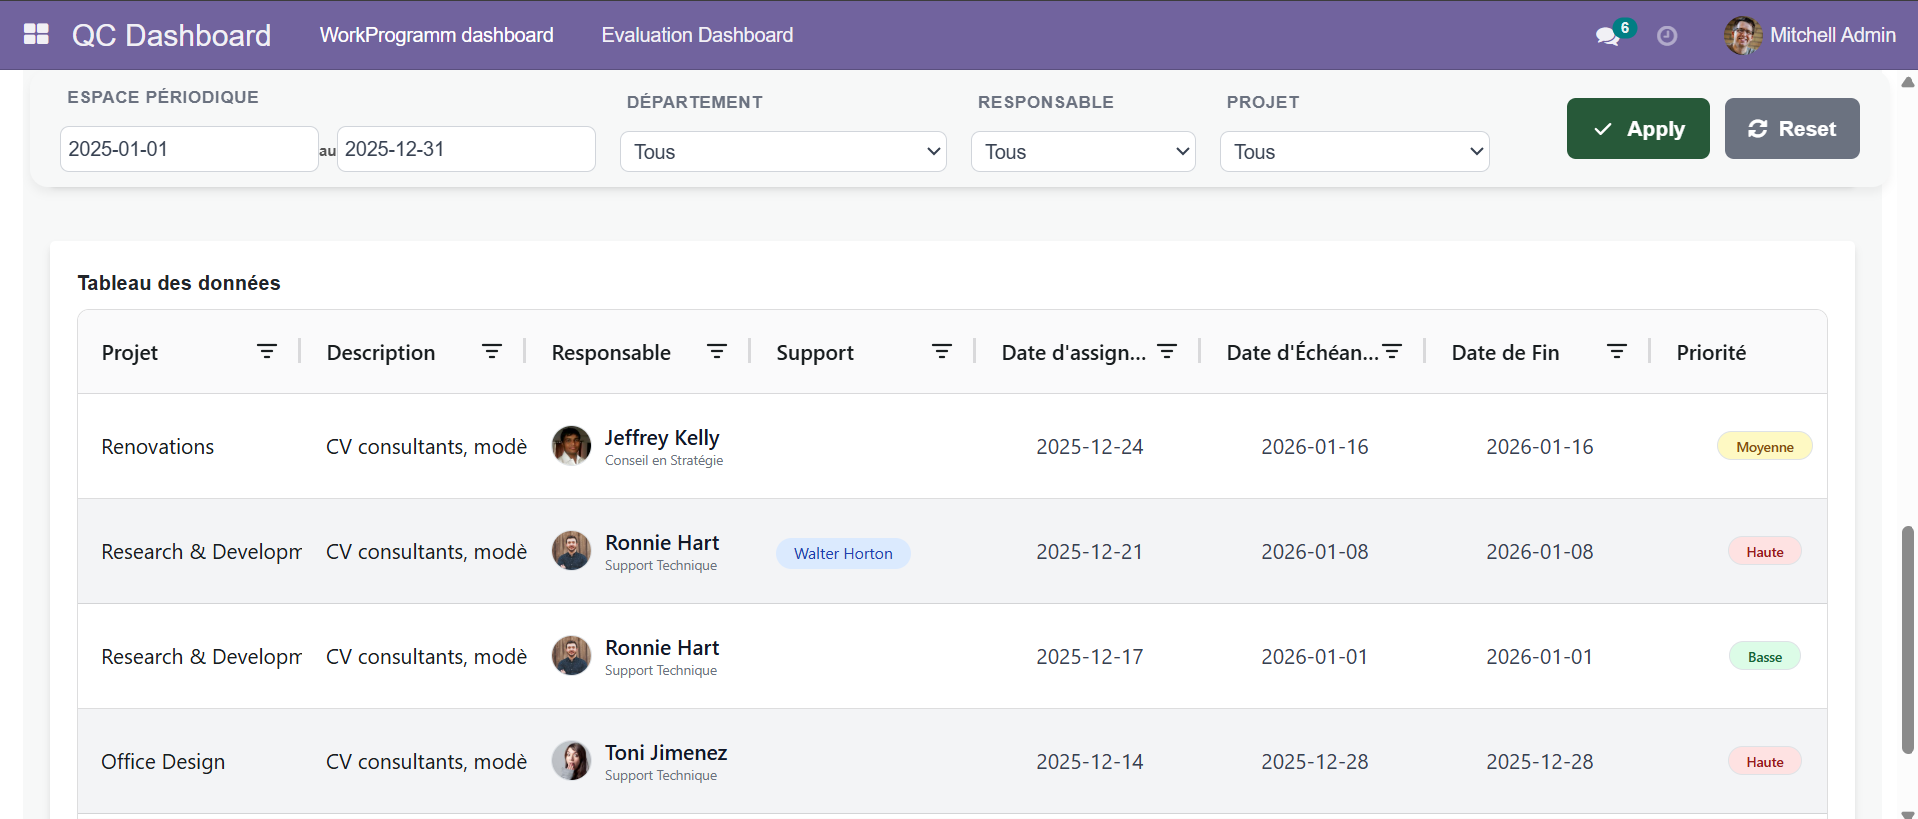 QC Dashboard WorkProgramm dashboard Evaluation Dashboard 6 Mitchell Admin
ESPACE PÉRIODIQUE DÉPARTEMENT RESPONSABLE PROJET
2025-01-01 au 2025-12-31 Tous Tous Tous Apply Reset
Tableau des données
Projet Description Responsable Support Date d'assign... Date d'Échéan... Date de Fin Priorité
Renovations CV consultants, modè Jeffrey Kelly 2025-12-24 2026-01-16 2026-01-16 Moyenne
Conseil en Stratégie
Research & Developm CV consultants, modè Ronnie Hart Walter Horton 2025-12-21 2026-01-08 2026-01-08 Haute
Support Technique
Research & Developm CV consultants, modè Ronnie Hart 2025-12-17 2026-01-01 2026-01-01 Basse
Support Technique
Office Design CV consultants, modè Toni Jimenez 2025-12-14 2025-12-28 2025-12-28 Haute
Support Technique